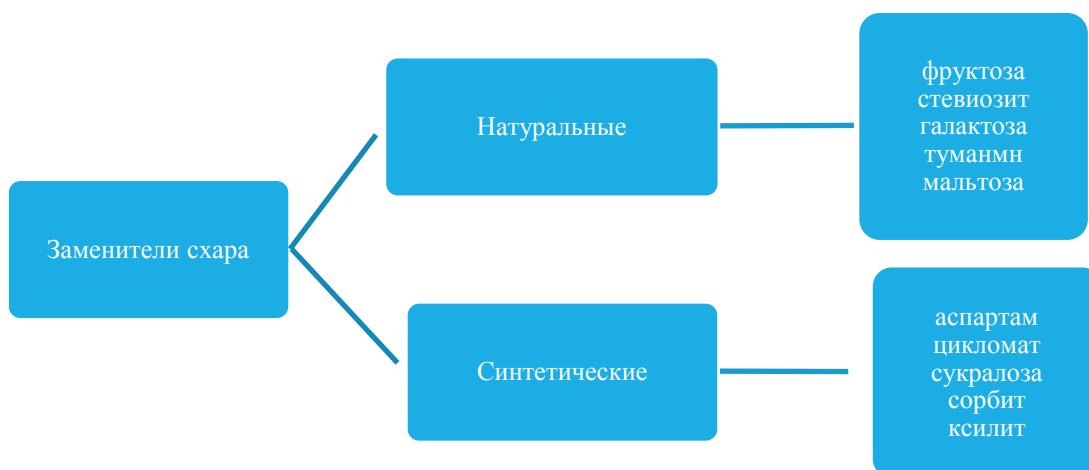 Заменители схара
Натуральные
фруктоза
стевиозит
галактоза
туманмн
мальтоза
Синтетические
аспартам
цикломат
сукралоза
сорбит
ксилит